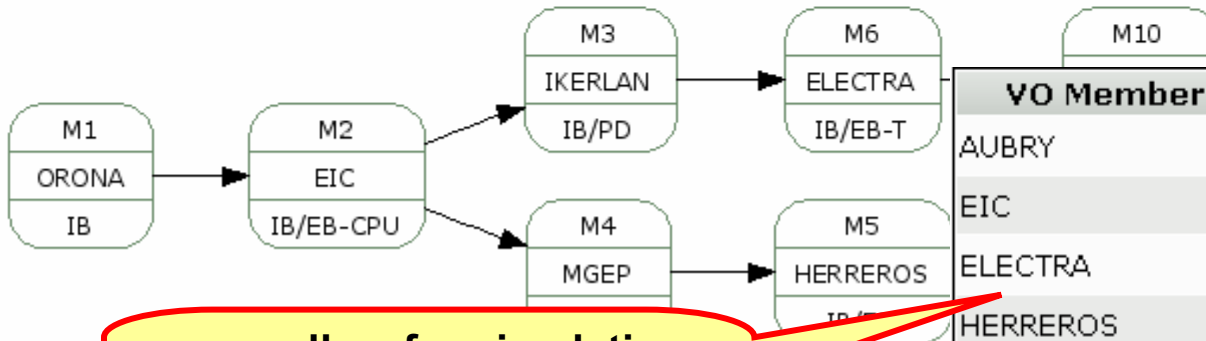 M1
ORONA
IB
M2
EIC
IB/EB-CPU
M3
IKERLAN
IB/PD
M4
MGEP
M6
ELECTRA
IB/EB-T
M5
HERREROS
M10
VO Member
AUBRY
EIC
ELECTRA
HERREROS